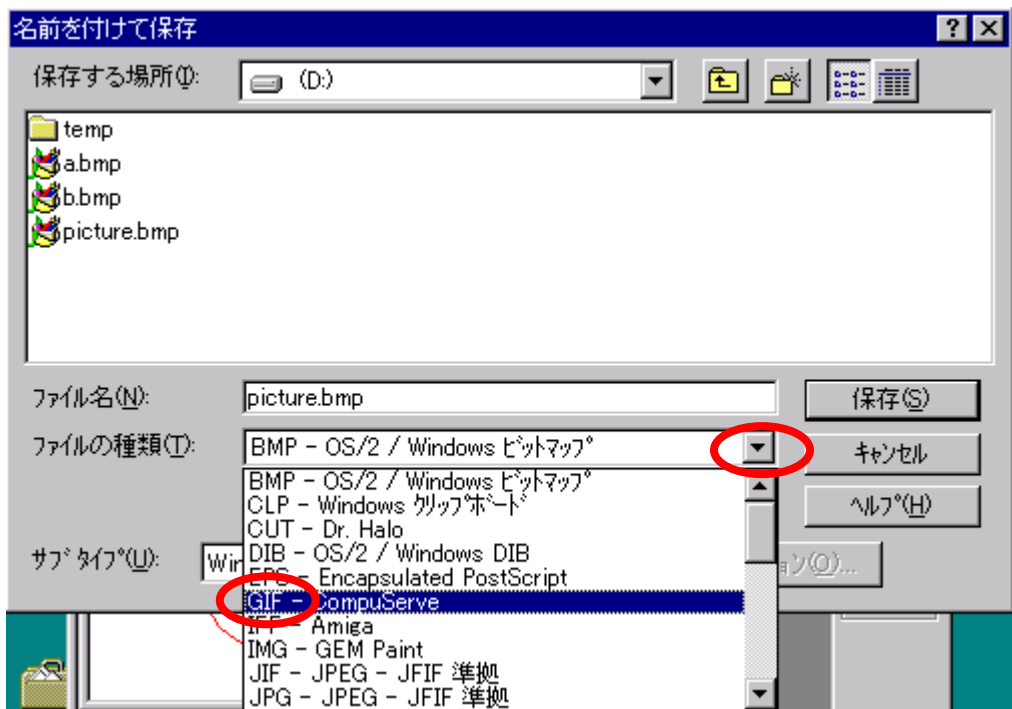 名前を付けて保存
保存する場所(I):
(D:)
temp
a.bmp
b.bmp
picture.bmp
ファイル名(N):
picture.bmp
保存(S)
ファイルの種類(T):
BMP - OS/2 / Windows ビットマップ
キャンセル
BMP - OS/2 / Windows ビットマップ
CLP - Windows クリップボード
ヘルプ(H)
CUT - Dr. Halo
サブタイプ(U):
Win
DIB - OS/2 / Windows DIB
ョン(O)...
EPS - Encapsulated PostScript
GIF - CompuServe
IFF - Amiga
IMG - GEM Paint
JIF - JPEG - JFIF 準拠
JPG - JPEG - JFIF 準拠